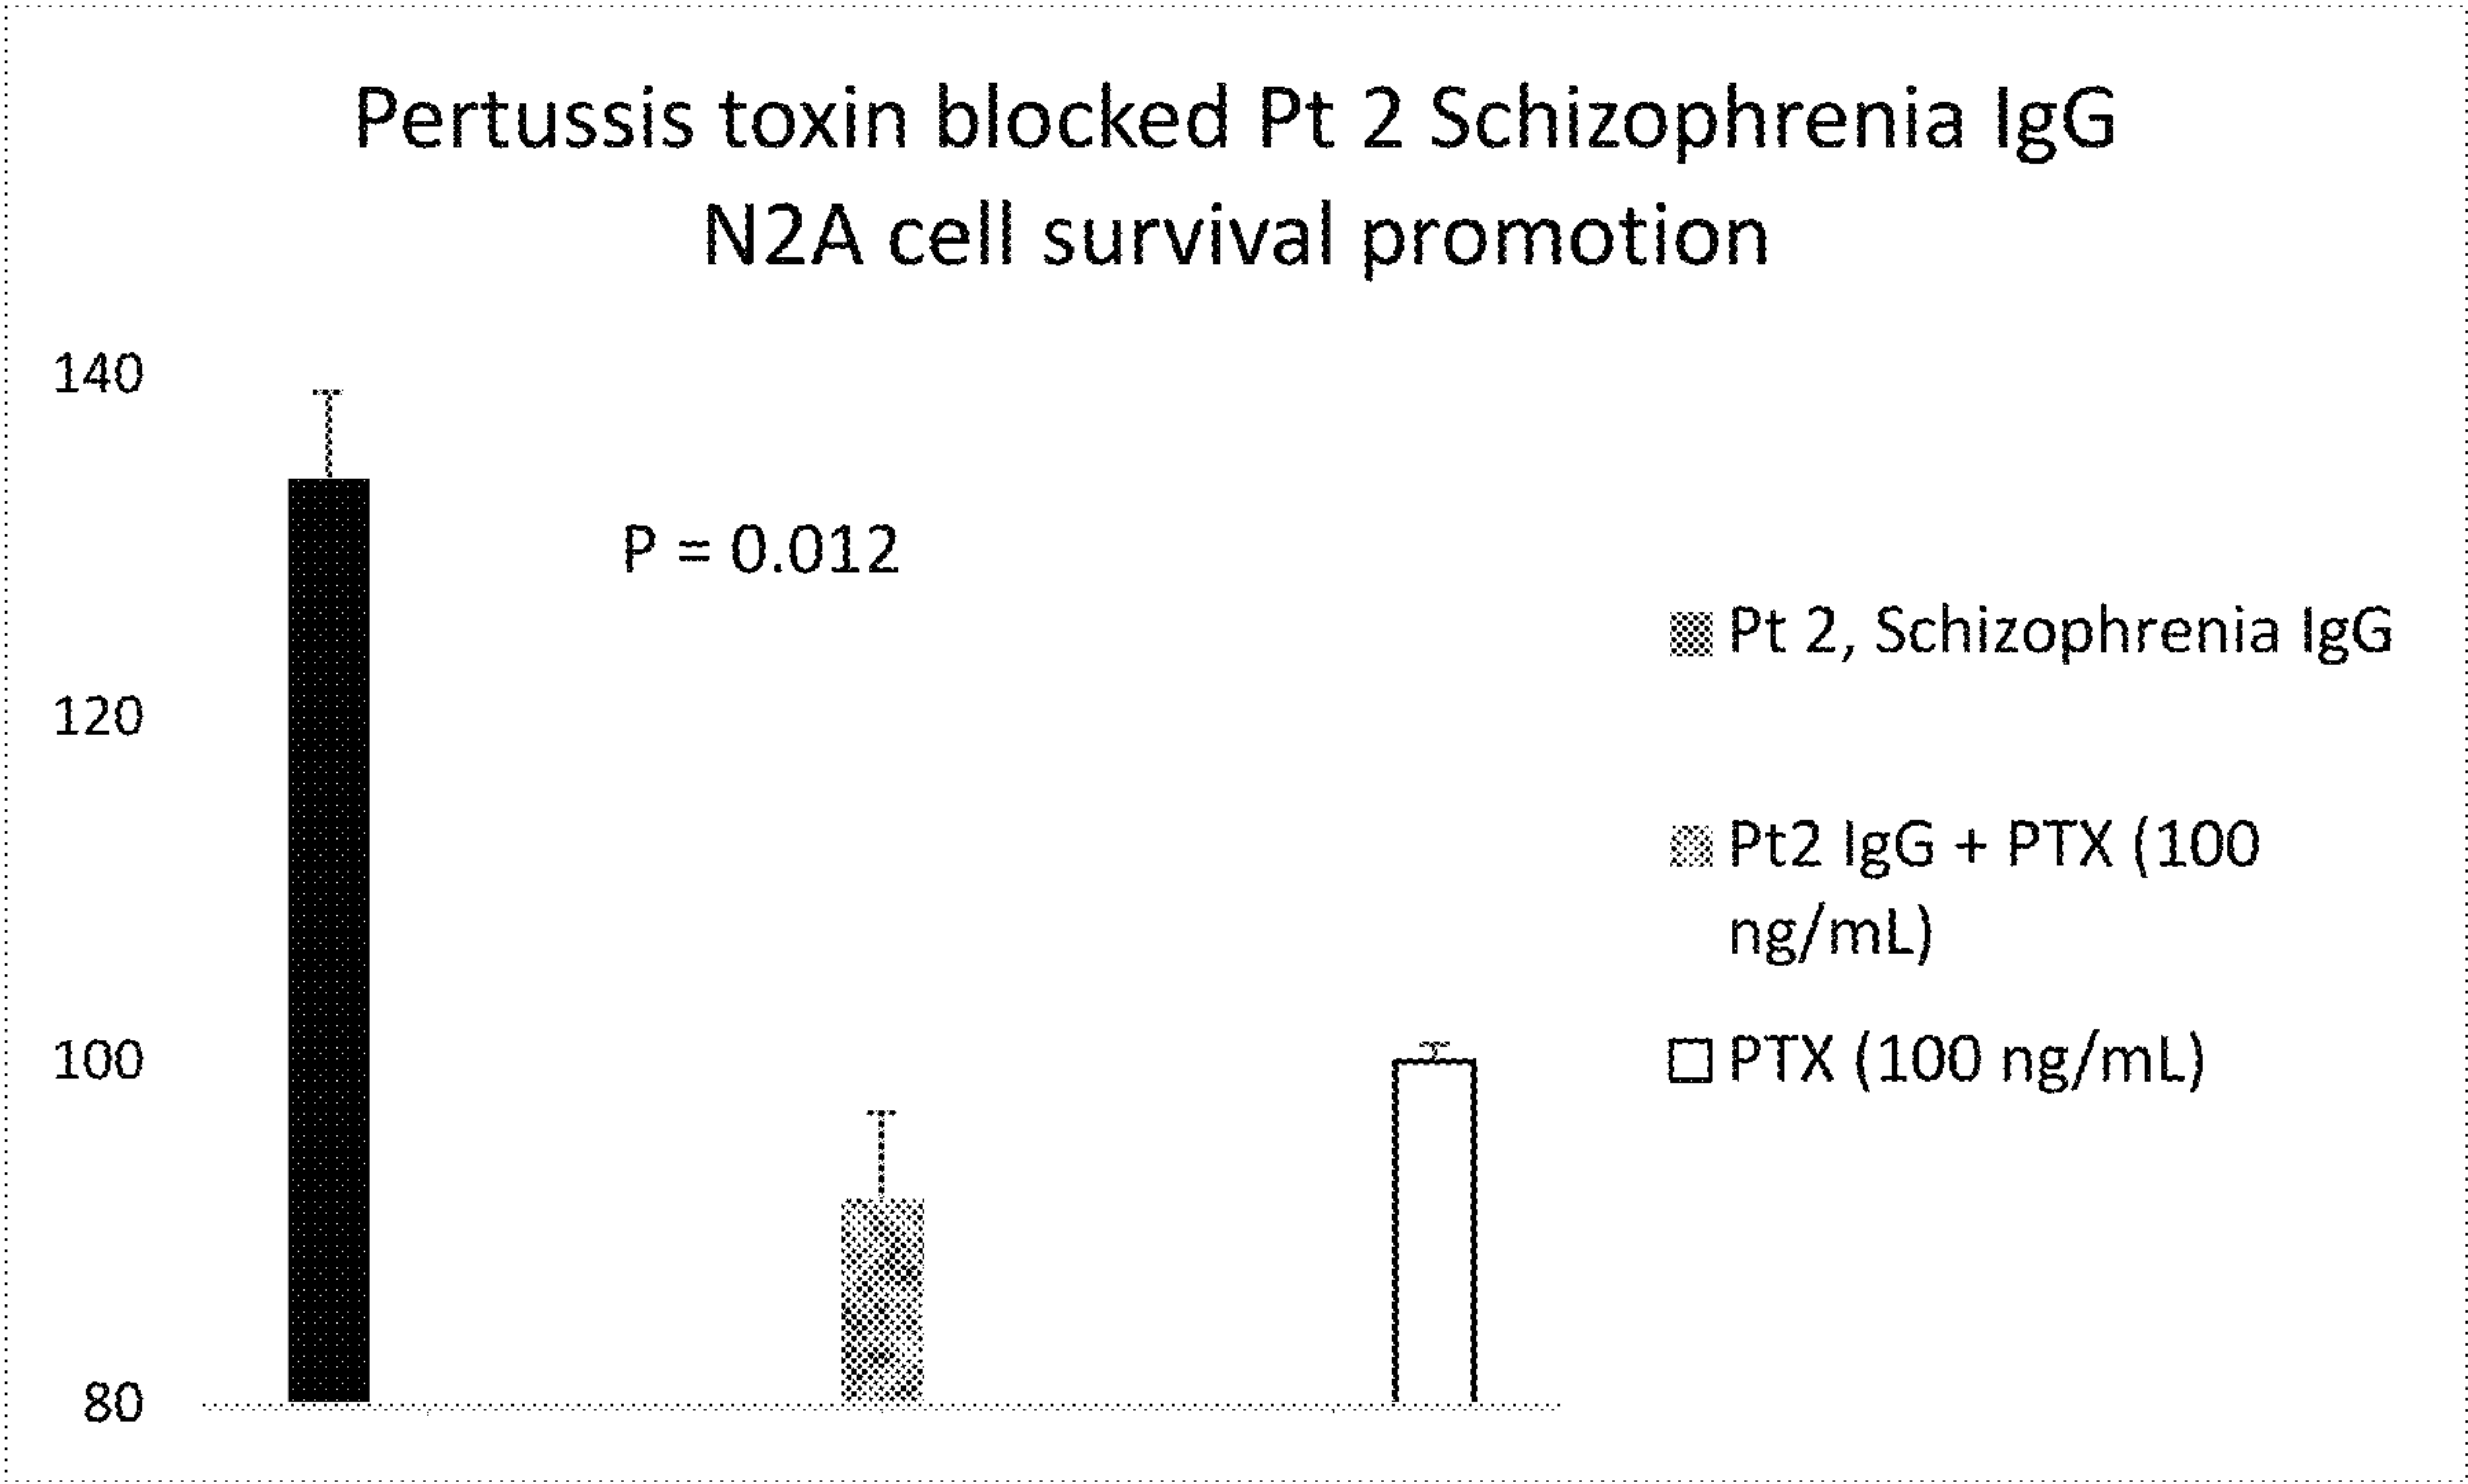 Pertussis toxin blocked Pt 2 Schizophrenia IgG
N2A cell survival promotion
140
120
100
80
P = 0.012
Pt 2, Schizophrenia IgG
Pt2 IgG + PTX (100
ng/mL)
PTX (100 ng/mL)